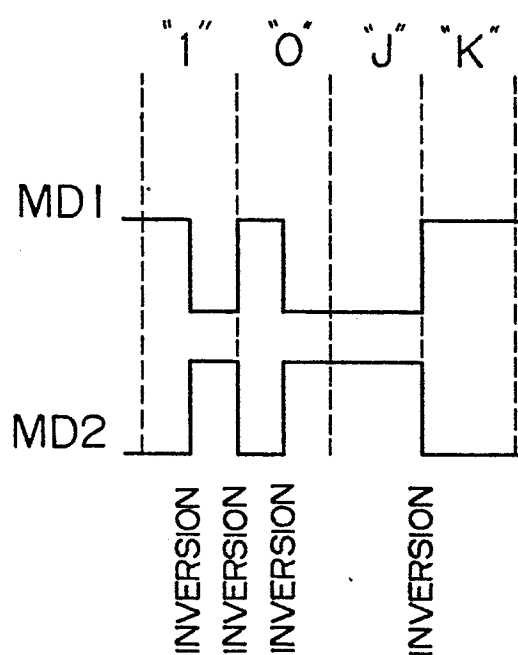 "1" "0" "J" "K"
MD1
MD2
INVERSION INVERSION INVERSION INVERSION